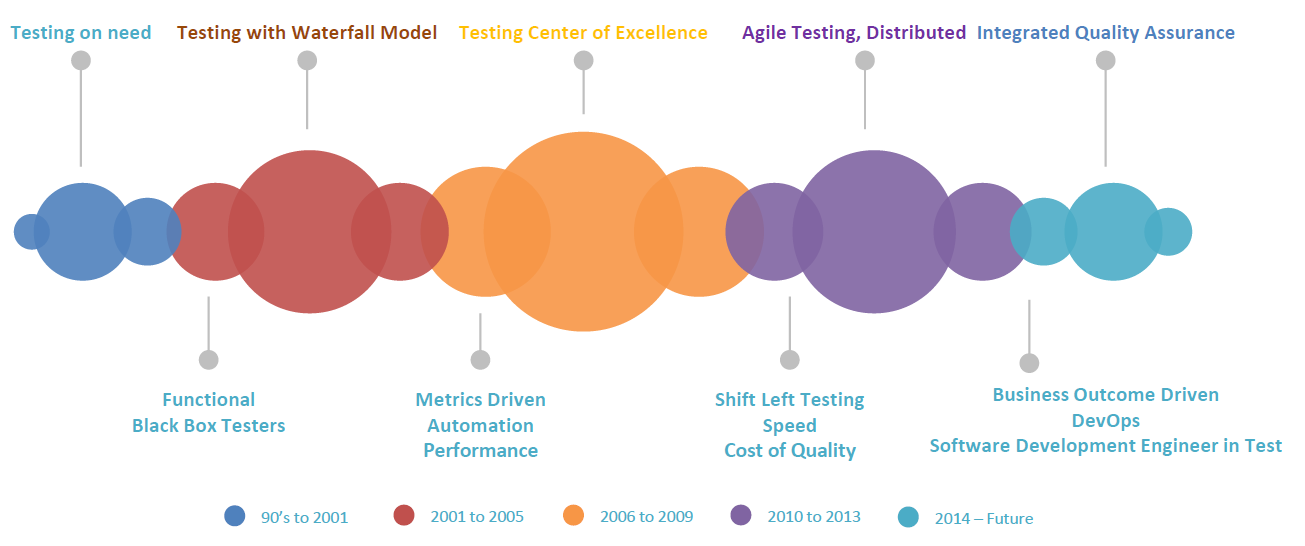 Testing on need
Testing with Waterfall Model
Testing Center of Excellence
Agile Testing, Distributed
Integrated Quality Assurance
Functional
Black Box Testers
Metrics Driven
Automation
Performance
Shift Left Testing
Speed
Cost of Quality
Business Outcome Driven
DevOps
Software Development Engineer in Test
90’s to 2001
2001 to 2005
2006 to 2009
2010 to 2013
2014 – Future